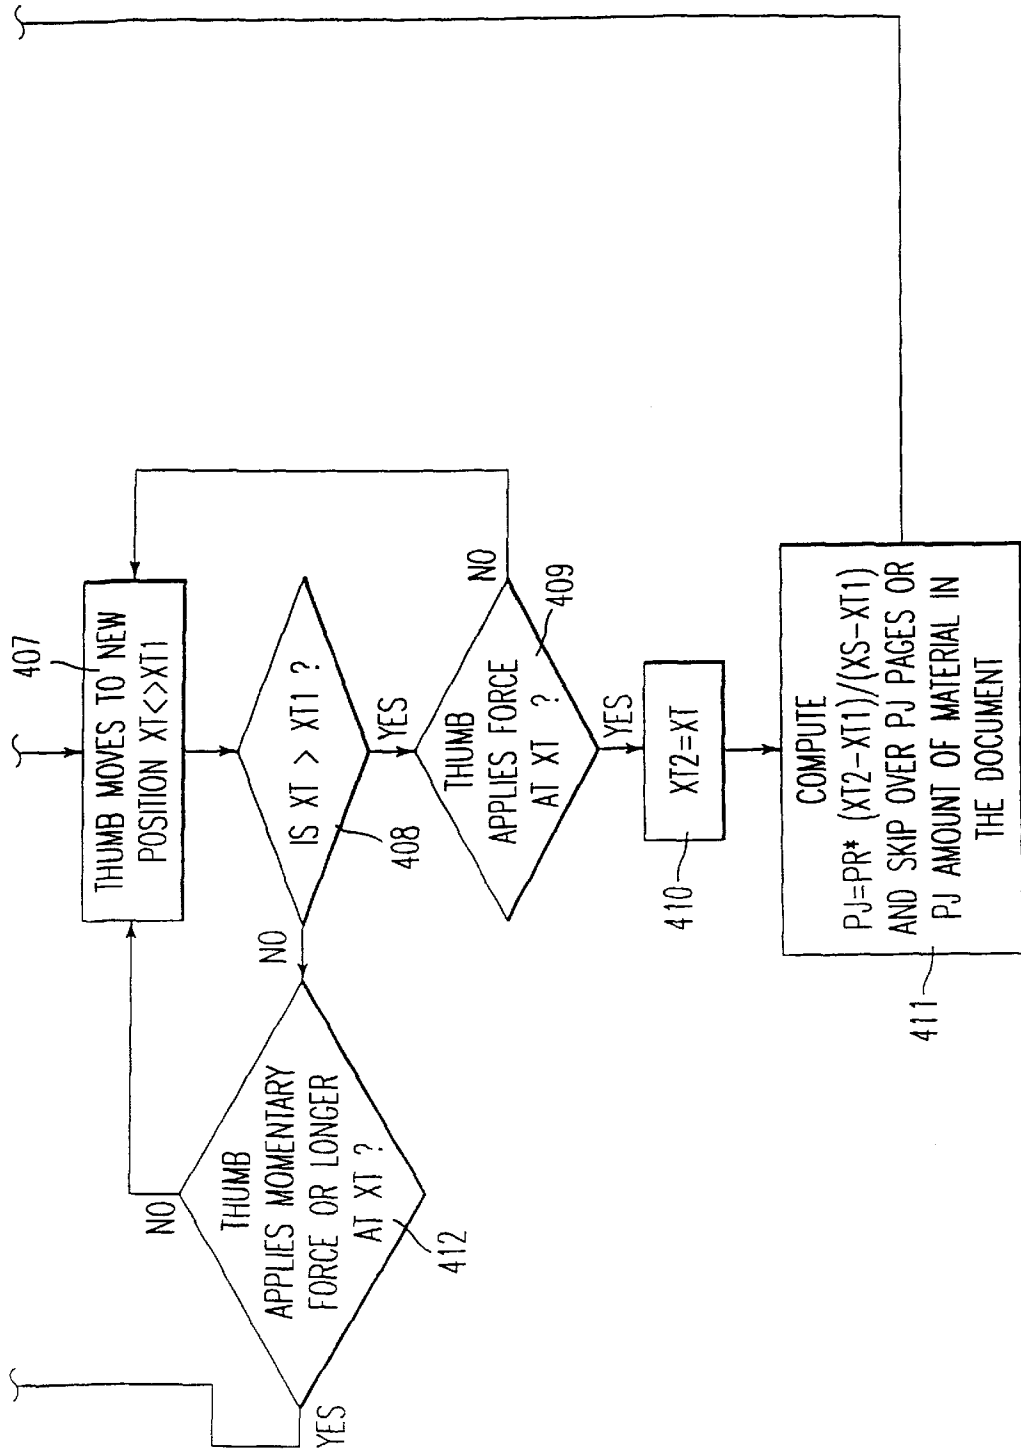 407
THUMB MOVES TO NEW
POSITION XT<>XT1
IS XT > XT1 ?
408
NO
YES
THUMB
APPLIES MOMENTARY
FORCE OR LONGER
AT XT ?
412
NO
YES
THUMB
APPLIES FORCE
AT XT ?
409
NO
YES
XT2=XT
410
COMPUTE
PJ=PR* (XT2-XT1)/(XS-XT1)
AND SKIP OVER PJ PAGES OR
PJ AMOUNT OF MATERIAL IN
THE DOCUMENT
411